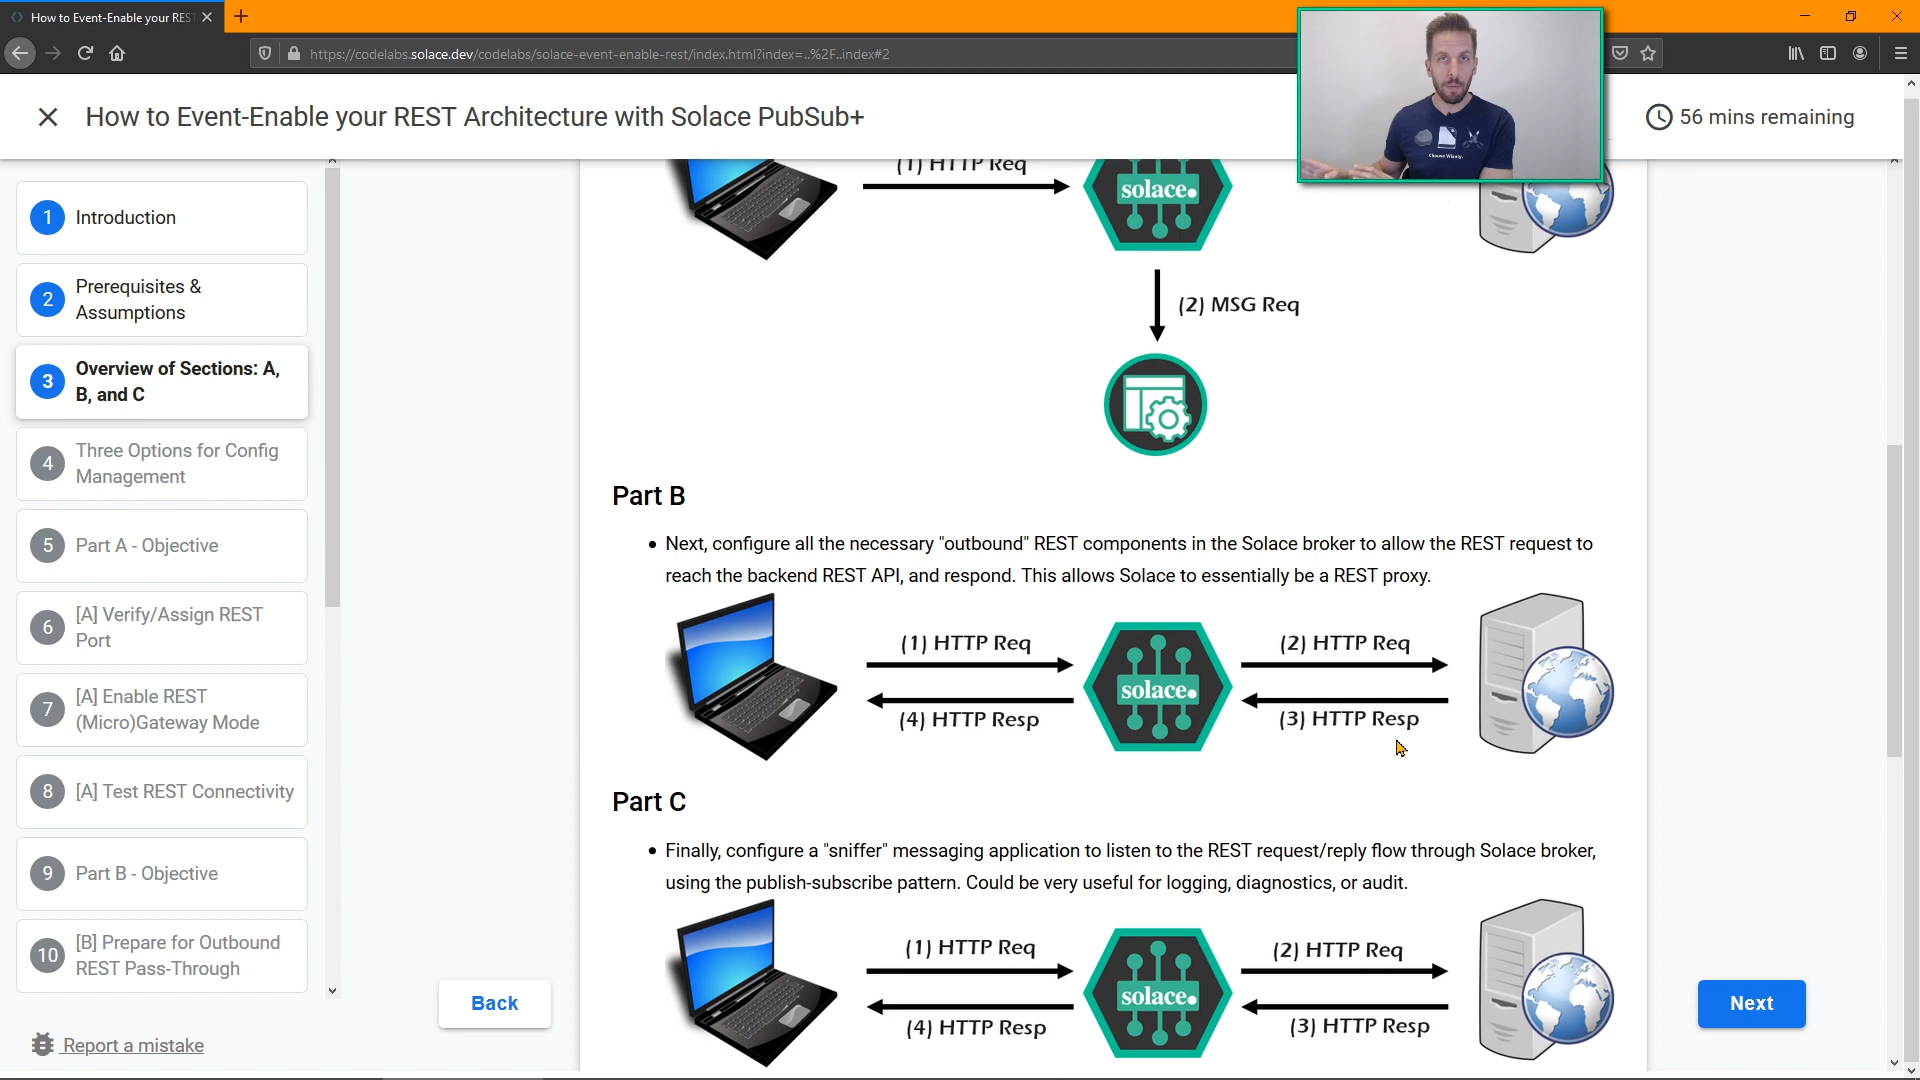 How to Event-Enable your RES
https://codelabs.solace.dev/codelabs/solace-event-enable-rest/index.html?index=..%2F..index#2
How to Event-Enable your REST Architecture with Solace PubSub+
56 mins remaining
1 Introduction
2 Prerequisites &
Assumptions
3 Overview of Sections: A,
B, and C
4 Three Options for Config
Management
5 Part A - Objective
6 [A] Verify/Assign REST
Port
7 [A] Enable REST
(Micro)Gateway Mode
8 [A] Test REST Connectivity
9 Part B - Objective
10 [B] Prepare for Outbound
REST Pass-Through
Report a mistake
(1) HTTP Req
solace.
(2) MSG Req
Part B
• Next, configure all the necessary "outbound" REST components in the Solace broker to allow the REST request to
reach the backend REST API, and respond. This allows Solace to essentially be a REST proxy.
(1) HTTP Req
(2) HTTP Req
solace.
(4) HTTP Resp
(3) HTTP Resp
Part C
• Finally, configure a "sniffer" messaging application to listen to the REST request/reply flow through Solace broker,
using the publish-subscribe pattern. Could be very useful for logging, diagnostics, or audit.
(1) HTTP Req
(2) HTTP Req
solace.
(4) HTTP Resp
(3) HTTP Resp
Back
Next
Choose Wisely.